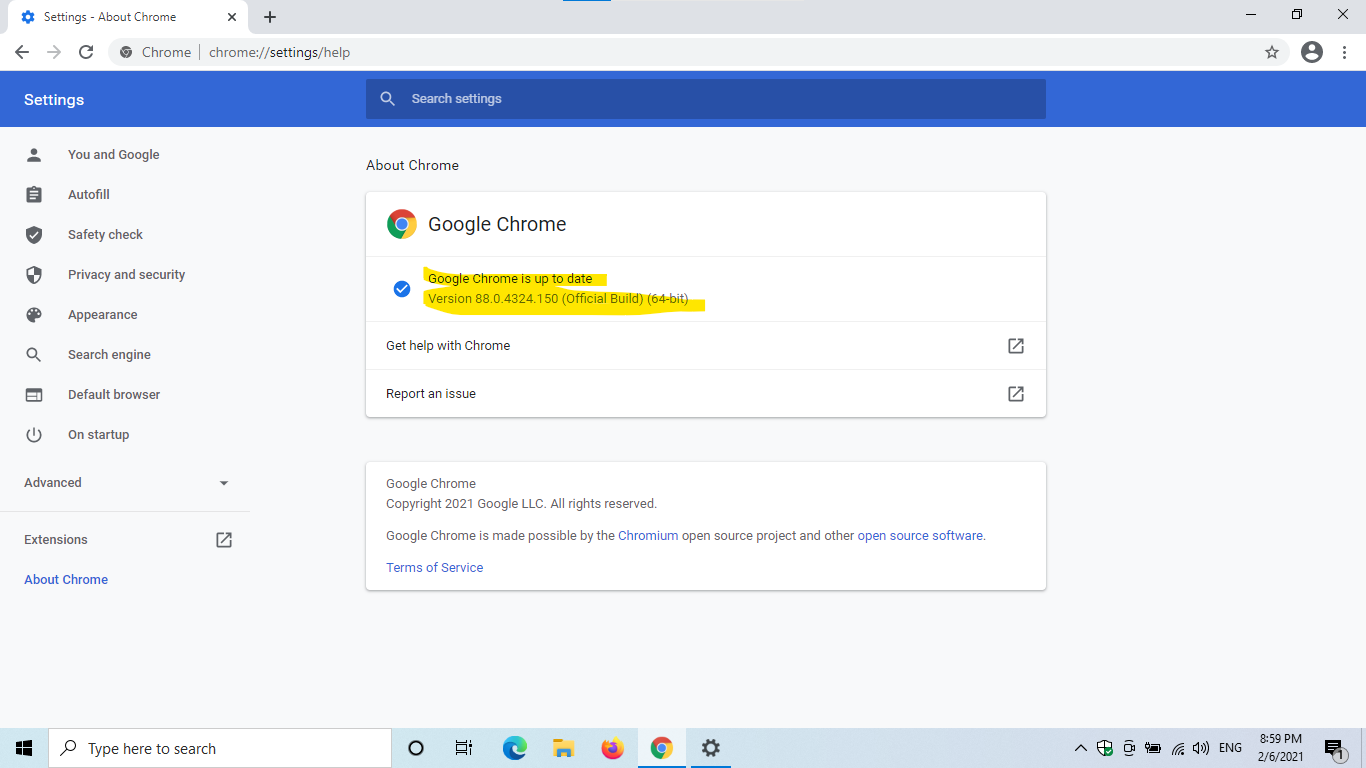 Settings - About Chrome
Chrome chrome://settings/help
Settings
Search settings
You and Google
Autofill
Safety check
Privacy and security
Appearance
Search engine
Default browser
On startup
Advanced
Extensions
About Chrome
About Chrome
Google Chrome
Google Chrome is up to date
Version 88.0.4324.150 (Official Build) (64-bit)
Get help with Chrome
Report an issue
Google Chrome
Copyright 2021 Google LLC. All rights reserved.
Google Chrome is made possible by the Chromium open source project and other open source software.
Terms of Service
Type here to search
ENG
8:59 PM
2/6/2021
1